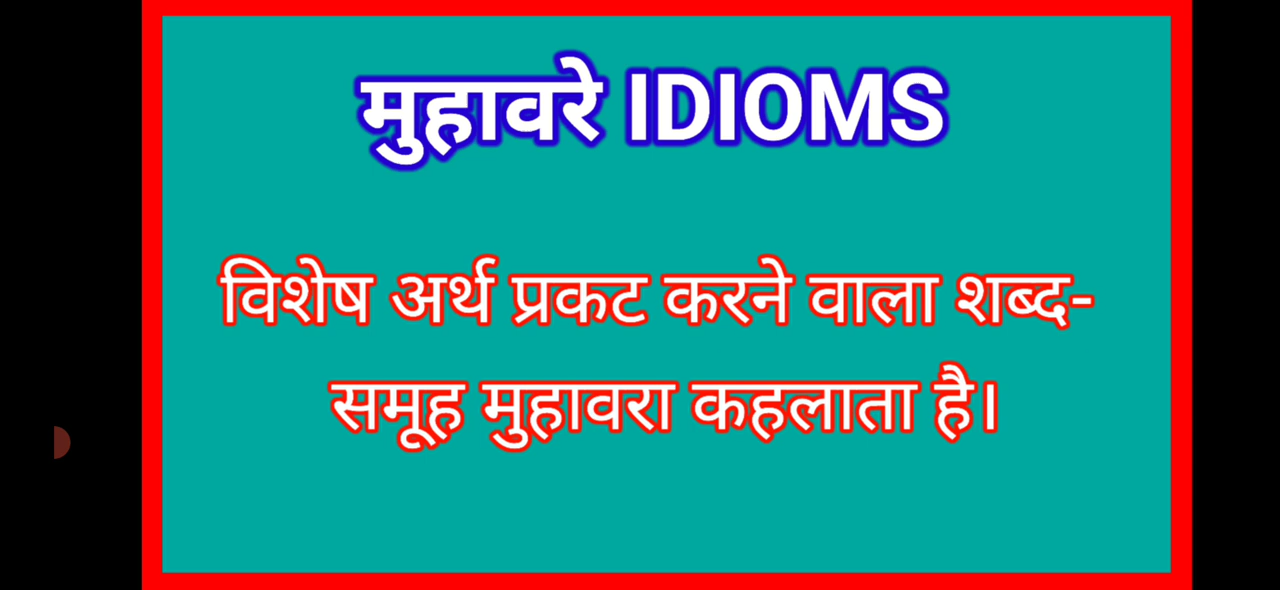 मुहावरे IDIOMS
विशेष अर्थ प्रकट करने वाला शब्द-
समूह मुहावरा कहलाता है।